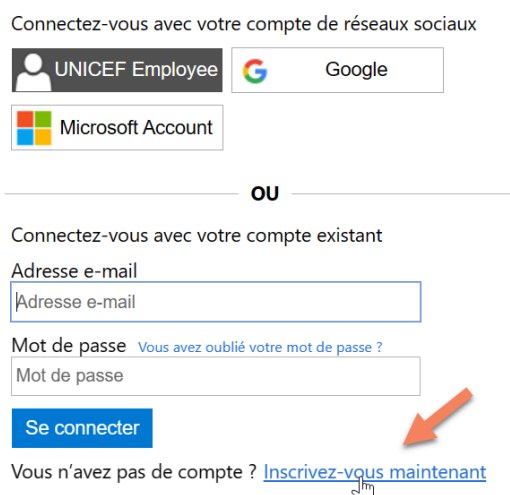 Connectez-vous avec votre compte de réseaux sociaux
UNICEF Employee
Google
Microsoft Account
OU
Connectez-vous avec votre compte existant
Adresse e-mail
Adresse e-mail
Mot de passe Vous avez oublié votre mot de passe ?
Mot de passe
Se connecter
Vous n’avez pas de compte ? Inscrivez-vous maintenant